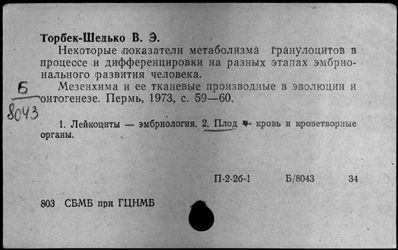 Торбек-Шедько В. Э.
Некоторые показатели метаболизма гранулоцитов в
процессе и дифференцировки на разных этапах эмбрио-
нального развития человека.
Мезенхима и ее тканевые производные в эволюции и
онтогенезе. Пермь, 1973, с. 59—60.
Б
8043
1. Лейкоциты — эмбриология. 2. Плод — кровь и кроветворные
органы.
П-2-2б-1 Б/8043 34
803 СБМБ при ГЦНМБ